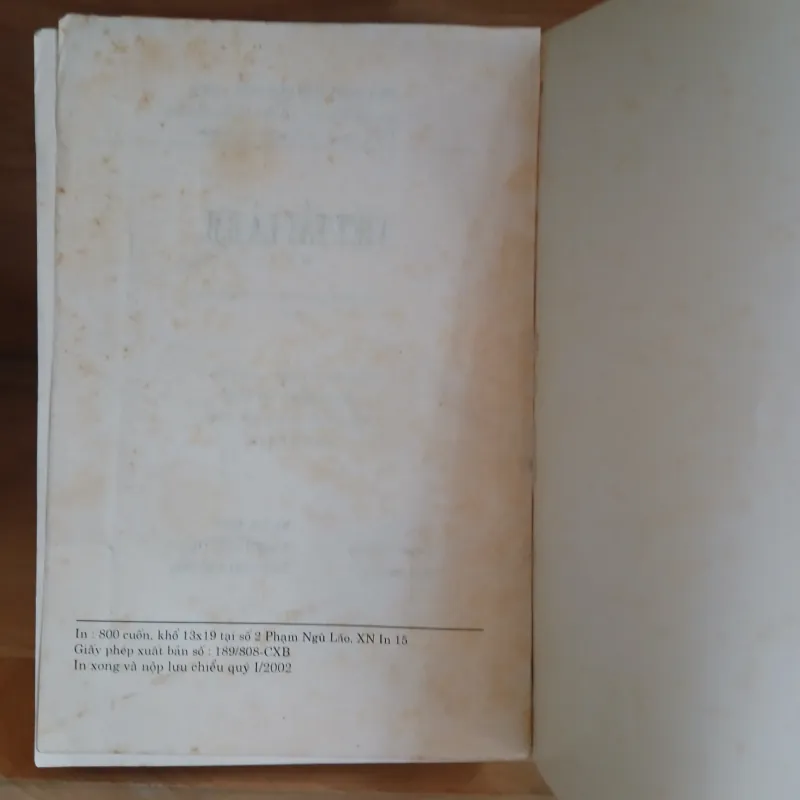 In : 800 cuốn, khổ 13x19 tại số 2 Phạm Ngũ Lão, XN In 15
Giấy phép xuất bản số : 189/808-CXB
In xong và nộp lưu chiểu quý I/2002